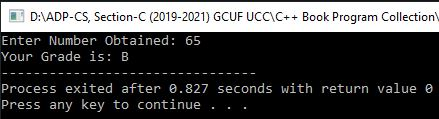 D:\ADP-CS, Section-C (2019-2021) GCUF UCC\C++ Book Program Collection\
Enter Number Obtained: 65
Your Grade is: B
--------------------------------
Process exited after 0.827 seconds with return value 0
Press any key to continue . . .